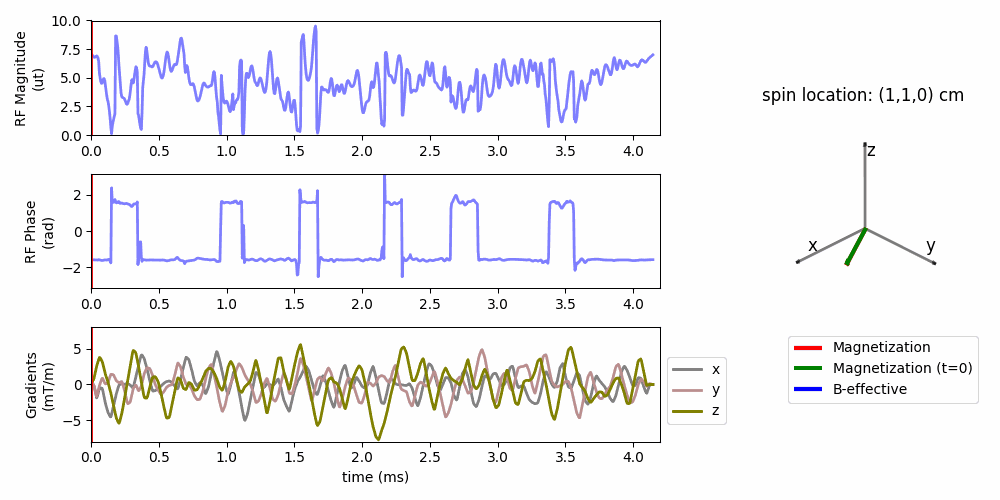 RF Magnitude
(ut)
10.0
7.5
5.0
2.5
0.0
0.0 0.5 1.0 1.5 2.0 2.5 3.0 3.5 4.0
RF Phase
(rad)
2
0
−2
0.0 0.5 1.0 1.5 2.0 2.5 3.0 3.5 4.0
Gradients
(mT/m)
5
0
−5
0.0 0.5 1.0 1.5 2.0 2.5 3.0 3.5 4.0
time (ms)
x
y
z
spin location: (1,1,0) cm
z
x
y
Magnetization
Magnetization (t=0)
B-effective